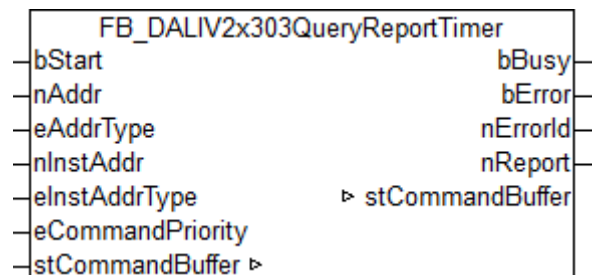 FB_DALIV2x303QueryReportTimer
bStart bBusy
nAddr bError
eAddrType nErrorId
nInstAddr nReport
eInstAddrType ▹ stCommandBuffer
eCommandPriority
stCommandBuffer ▹